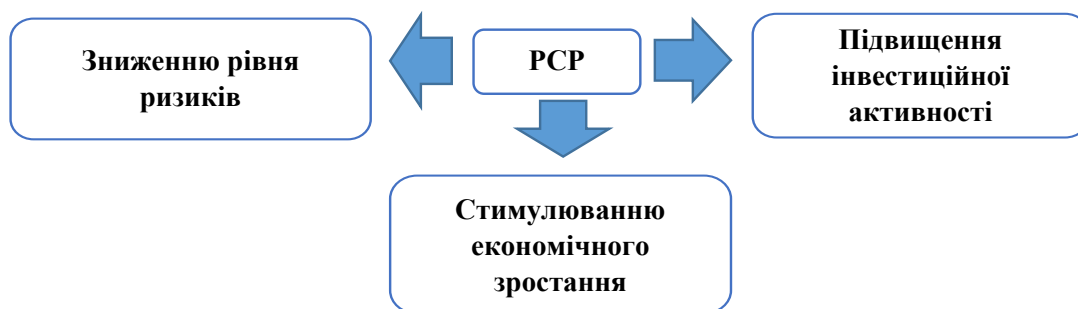 Зниженню рівня
ризиків
РСР
Підвищення
інвестиційної
активності
Стимулюванню
економічного
зростання